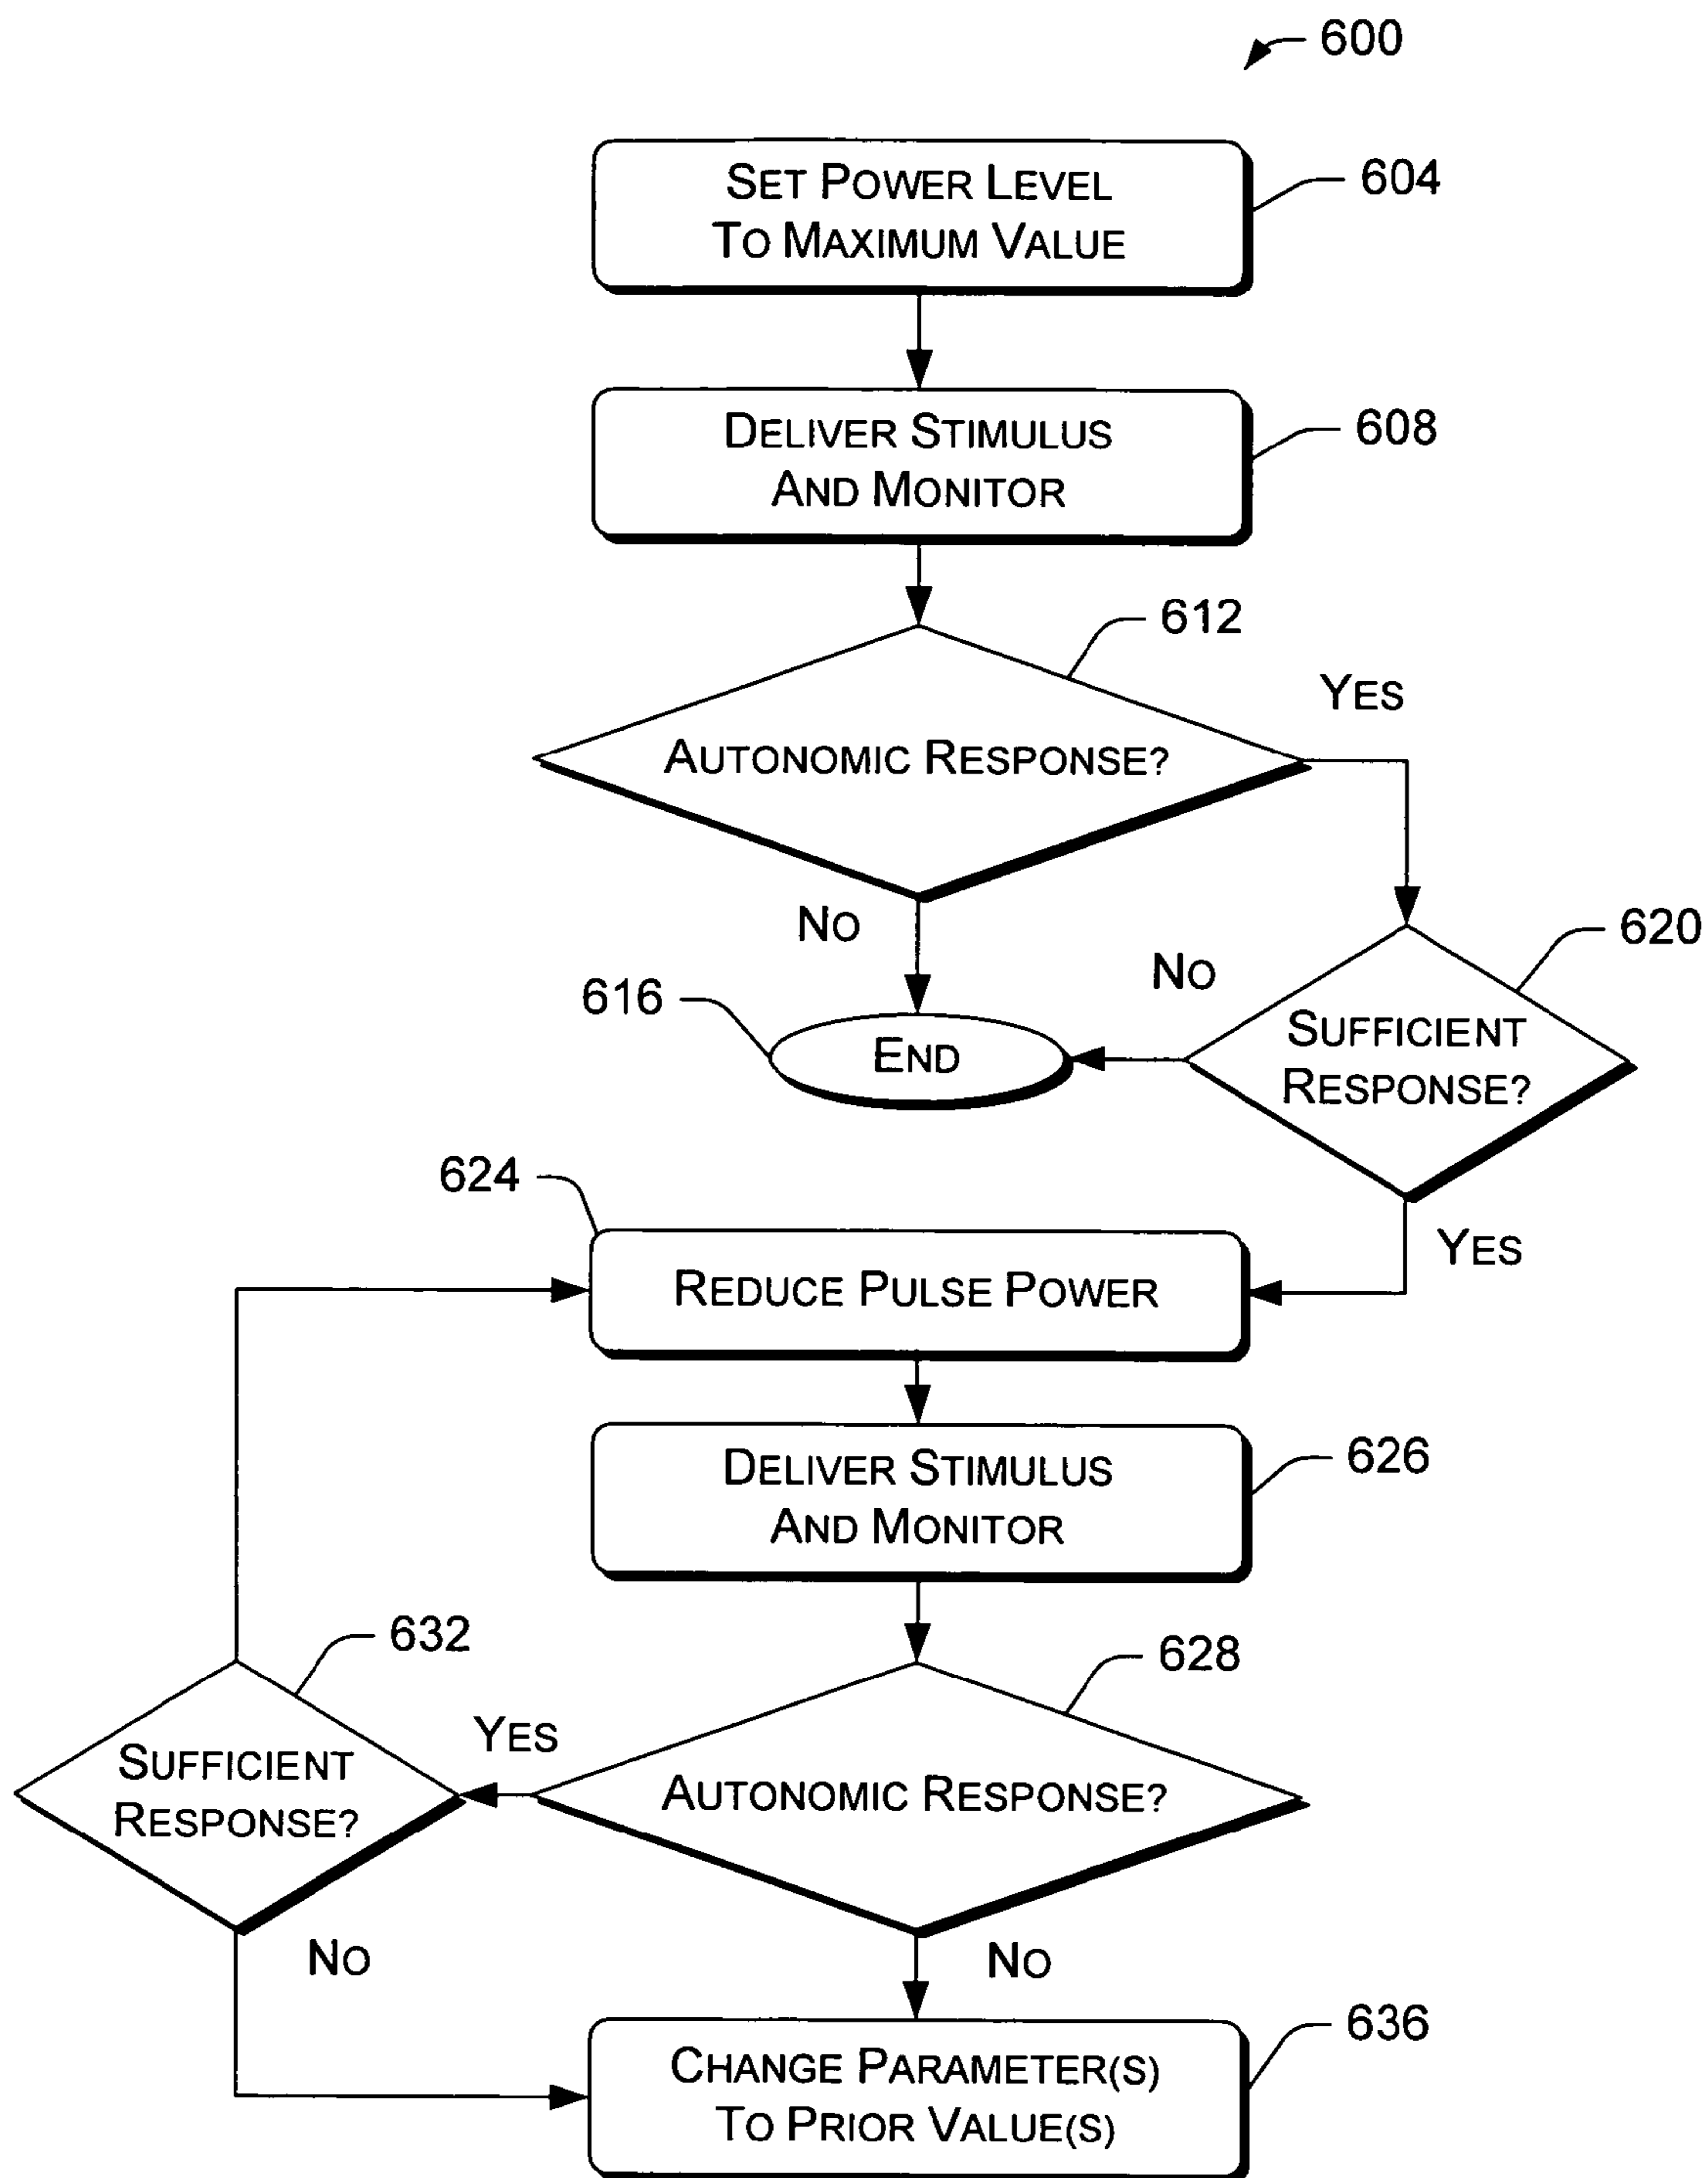 600
SET POWER LEVEL
TO MAXIMUM VALUE
604
DELIVER STIMULUS
AND MONITOR
608
612
YES
AUTONOMIC RESPONSE?
NO
620
NO
616
END
SUFFICIENT
RESPONSE?
624
YES
REDUCE PULSE POWER
DELIVER STIMULUS
AND MONITOR
626
632
628
YES
SUFFICIENT
RESPONSE?
AUTONOMIC RESPONSE?
NO
NO
636
CHANGE PARAMETER(S)
TO PRIOR VALUE(S)